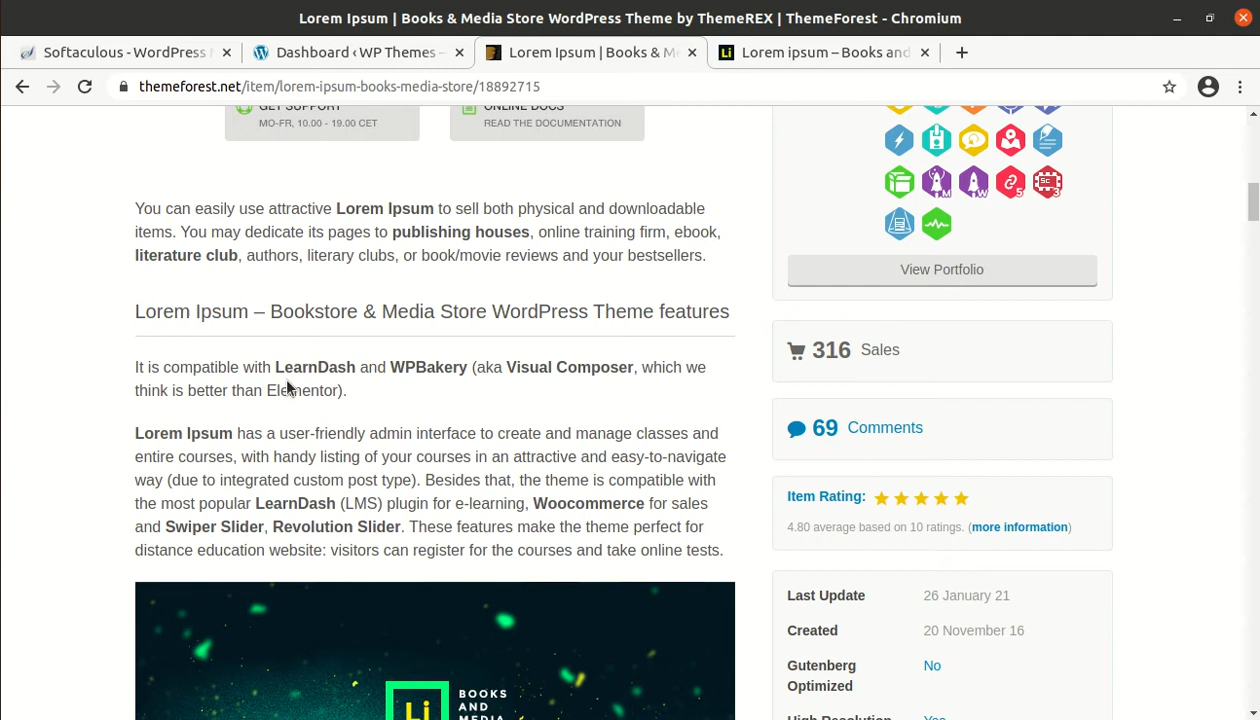 Lorem Ipsum | Books & Media Store WordPress Theme by ThemeREX | ThemeForest - Chromium
Softaculous - WordPress
Dashboard ‹ WP Themes –
Lorem Ipsum | Books & Me
Lorem ipsum – Books and
themeforest.net/item/lorem-ipsum-books-media-store/18892715
GET SUPPORT
MO-FR, 10.00 - 19.00 CET
ONLINE DOCS
READ THE DOCUMENTATION
You can easily use attractive Lorem Ipsum to sell both physical and downloadable
items. You may dedicate its pages to publishing houses, online training firm, ebook,
literature club, authors, literary clubs, or book/movie reviews and your bestsellers.
Lorem Ipsum – Bookstore & Media Store WordPress Theme features
It is compatible with LearnDash and WPBakery (aka Visual Composer, which we
think is better than Elementor).
Lorem Ipsum has a user-friendly admin interface to create and manage classes and
entire courses, with handy listing of your courses in an attractive and easy-to-navigate
way (due to integrated custom post type). Besides that, the theme is compatible with
the most popular LearnDash (LMS) plugin for e-learning, Woocommerce for sales
and Swiper Slider, Revolution Slider. These features make the theme perfect for
distance education website: visitors can register for the courses and take online tests.
Li
BOOKS
AND
MEDIA
M
W
5
SC
3
View Portfolio
316 Sales
69 Comments
Item Rating:
4.80 average based on 10 ratings. (more information)
Last Update 26 January 21
Created 20 November 16
Gutenberg
Optimized
No
High Resolution Yes